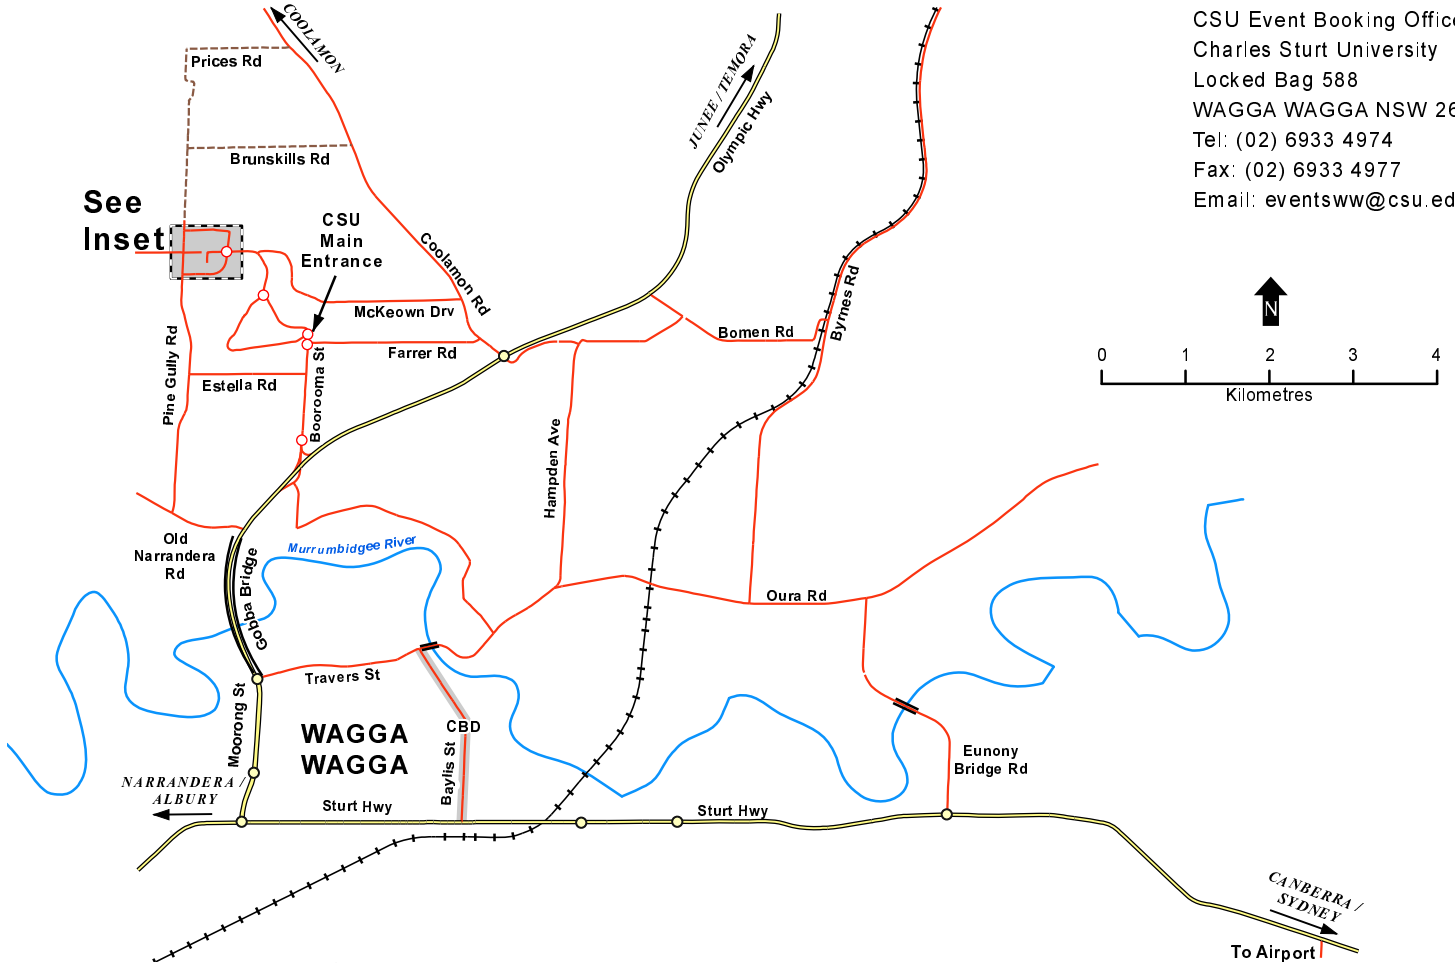 CSU Event Booking Office
Charles Sturt University
Locked Bag 588
WAGGA WAGGA NSW 26
Tel: (02) 6933 4974
Fax: (02) 6933 4977
Email: eventsww@csu.ed
COOLAMON
Prices Rd
JUNEE / TEMORA
Olympic Hwy
Brunskills Rd
See
Inset
CSU
Main
Entrance
Coolamon Rd
McKeown Drv
Farrer Rd
Bomen Rd
Byrnes Rd
N
0 1 2 3 4
Kilometres
Pine Gully Rd
Estella Rd
Boorooma St
Hampden Ave
Old
Narrandera
Rd
Murrumbidgee River
Gobba Bridge
Oura Rd
Travers St
Moorong St
WAGGA
WAGGA
CBD
Baylis St
Eunony
Bridge Rd
NARRANDERA /
ALBURY
Sturt Hwy
Sturt Hwy
CANBERRA /
SYDNEY
To Airport